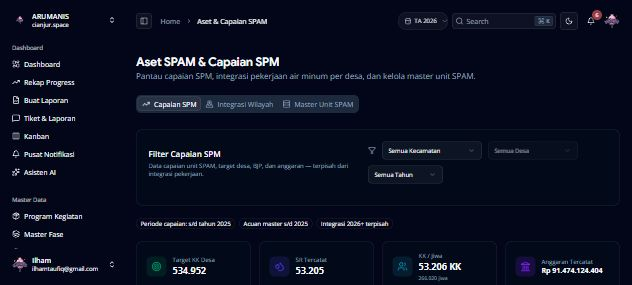 ARUMANIS
cianjur.space
Home > Aset & Capaian SPAM
TA 2026
Search
⌘ K
6
Dashboard
Dashboard
Rekap Progress
Buat Laporan
Tiket & Laporan
Kanban
Pusat Notifikasi
Asisten AI
Master Data
Program Kegiatan
Master Fase
Ilham
ilhamtaufiq@gmail.com
Aset SPAM & Capaian SPM
Pantau capaian SPM, integrasi pekerjaan air minum per desa, dan kelola master unit SPAM.
Capaian SPM
Integrasi Wilayah
Master Unit SPAM
Filter Capaian SPM
Data capaian unit SPAM, target desa, BJP, dan anggaran — terpisah dari
integrasi pekerjaan.
Semua Kecamatan
Semua Desa
Semua Tahun
Periode capaian: s/d tahun 2025
Acuan master s/d 2025
Integrasi 2026+ terpisah
Target KK Desa
534.952
SR Tercatat
53.205
KK / Jiwa
53.206 KK
Anggaran Tercatat
Rp 91.474.124.404